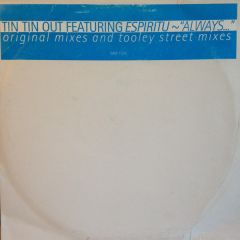 TIN TIN OUT FEATURING ESPIRITU ~ "ALWAYS..."
original mixes and tooley street mixes